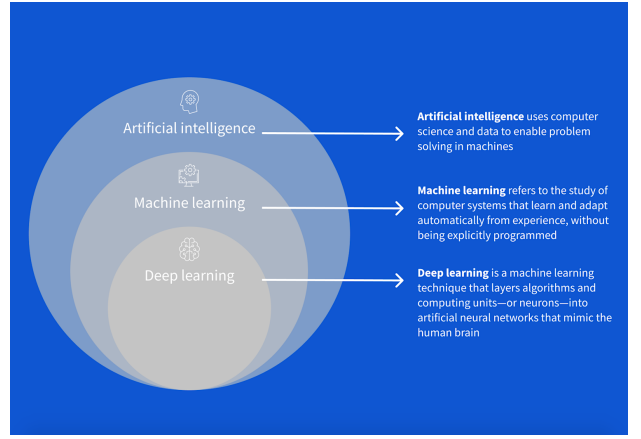 Artificial intelligence
Machine learning
Deep learning
Artificial intelligence uses computer
science and data to enable problem
solving in machines
Machine learning refers to the study of
computer systems that learn and adapt
automatically from experience, without
being explicitly programmed
Deep learning is a machine learning
technique that layers algorithms and
computing units—or neurons—into
artificial neural networks that mimic the
human brain